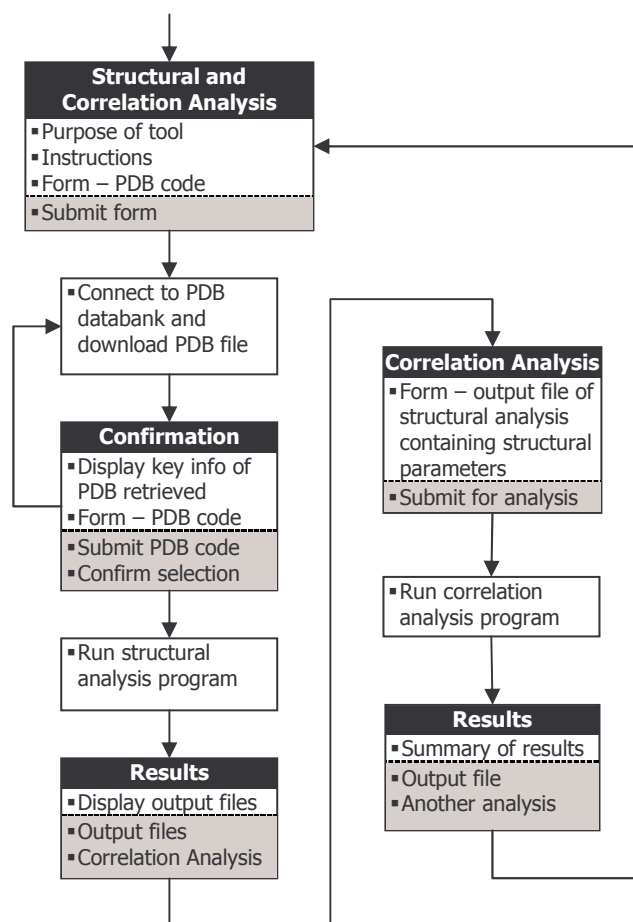 Structural and
Correlation Analysis
▪Purpose of tool
▪Instructions
▪Form – PDB code
▪Submit form
▪Connect to PDB
databank and
download PDB file
Confirmation
▪Display key info of
PDB retrieved
▪Form – PDB code
▪Submit PDB code
▪Confirm selection
▪Run structural
analysis program
Results
▪Display output files
▪Output files
▪Correlation Analysis
Correlation Analysis
▪Form – output file of
structural analysis
containing structural
parameters
▪Submit for analysis
▪Run correlation
analysis program
Results
▪Summary of results
▪Output file
▪Another analysis